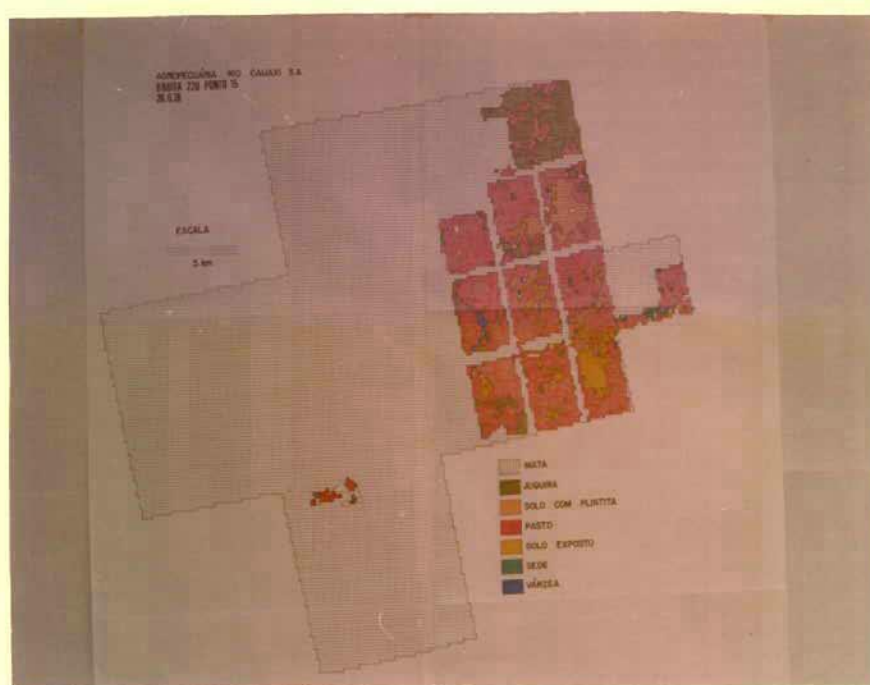 AGROPECUÁRIA RIO CAUAXI S.A
ÓRBITA 220 PONTO 15
ESCALA
5 km
MATA
JUQUIRA
SOLO COM PLINTITA
PASTO
SOLO EXPOSTO
SEDE
VÁRZEA